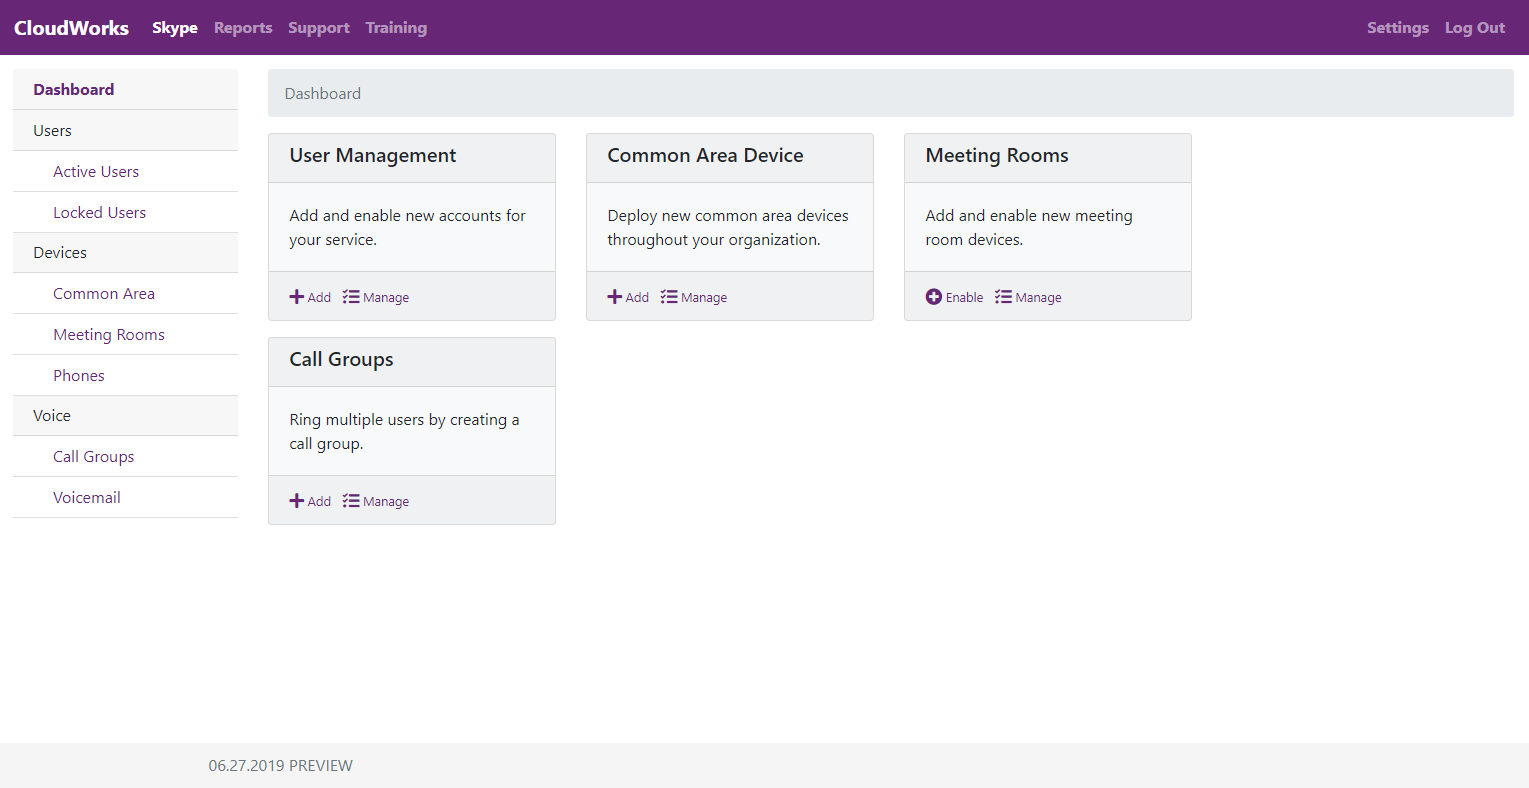 CloudWorks Skype Reports Support Training Settings Log Out
Dashboard
Users
Active Users
Locked Users
Devices
Common Area
Meeting Rooms
Phones
Voice
Call Groups
Voicemail
Dashboard
User Management
Add and enable new accounts for
your service.
Add Manage
Common Area Device
Deploy new common area devices
throughout your organization.
Add Manage
Meeting Rooms
Add and enable new meeting
room devices.
Enable Manage
Call Groups
Ring multiple users by creating a
call group.
Add Manage
06.27.2019 PREVIEW